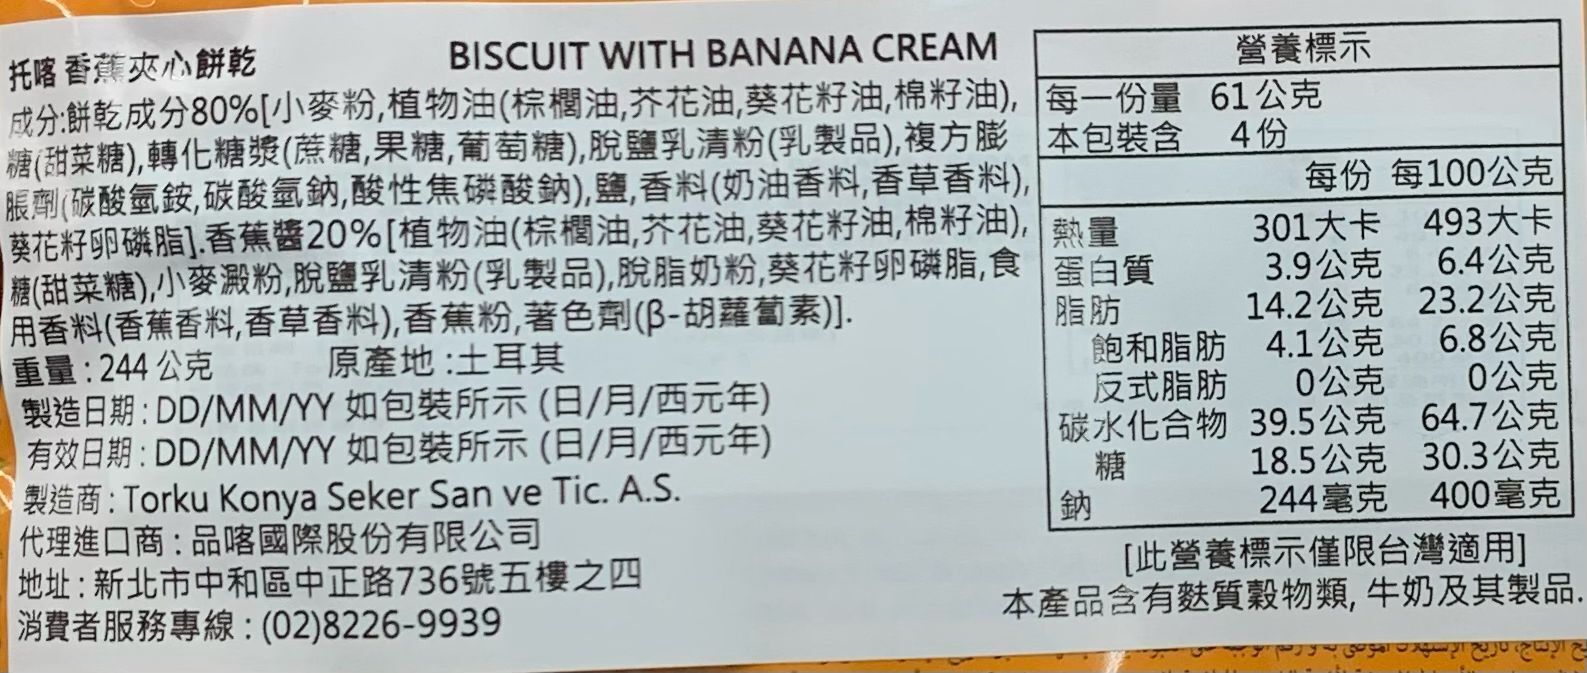 托喀 香蕉夾心餅乾
BISCUIT WITH BANANA CREAM
成分:餅乾成分80%[小麥粉,植物油(棕櫚油,芥花油,葵花籽油,棉籽油),
糖(甜菜糖),轉化糖漿(蔗糖,果糖,葡萄糖),脫鹽乳清粉(乳製品),複方膨
脹劑(碳酸氫銨,碳酸氫鈉,酸性焦磷酸鈉),鹽,香料(奶油香料,香草香料),
葵花籽卵磷脂].香蕉醬20%[植物油(棕櫚油,芥花油,葵花籽油,棉籽油),
糖(甜菜糖),小麥澱粉,脫鹽乳清粉(乳製品),脫脂奶粉,葵花籽卵磷脂,食
用香料(香蕉香料,香草香料),香蕉粉,著色劑(β-胡蘿蔔素)].
重量:244公克 原產地:土耳其
製造日期:DD/MM/YY 如包裝所示 (日/月/西元年)
有效日期:DD/MM/YY 如包裝所示 (日/月/西元年)
製造商:Torku Konya Seker San ve Tic. A.S.
代理進口商:品喀國際股份有限公司
地址:新北市中和區中正路736號五樓之四
消費者服務專線:(02)8226-9939
營養標示
每一份量 61公克
本包裝含 4份
每份 每100公克
熱量 301大卡 493大卡
蛋白質 3.9公克 6.4公克
脂肪 14.2公克 23.2公克
飽和脂肪 4.1公克 6.8公克
反式脂肪 0公克 0公克
碳水化合物 39.5公克 64.7公克
糖 18.5公克 30.3公克
鈉 244毫克 400毫克
[此營養標示僅限台灣適用]
本產品含有麩質穀物類, 牛奶及其製品.